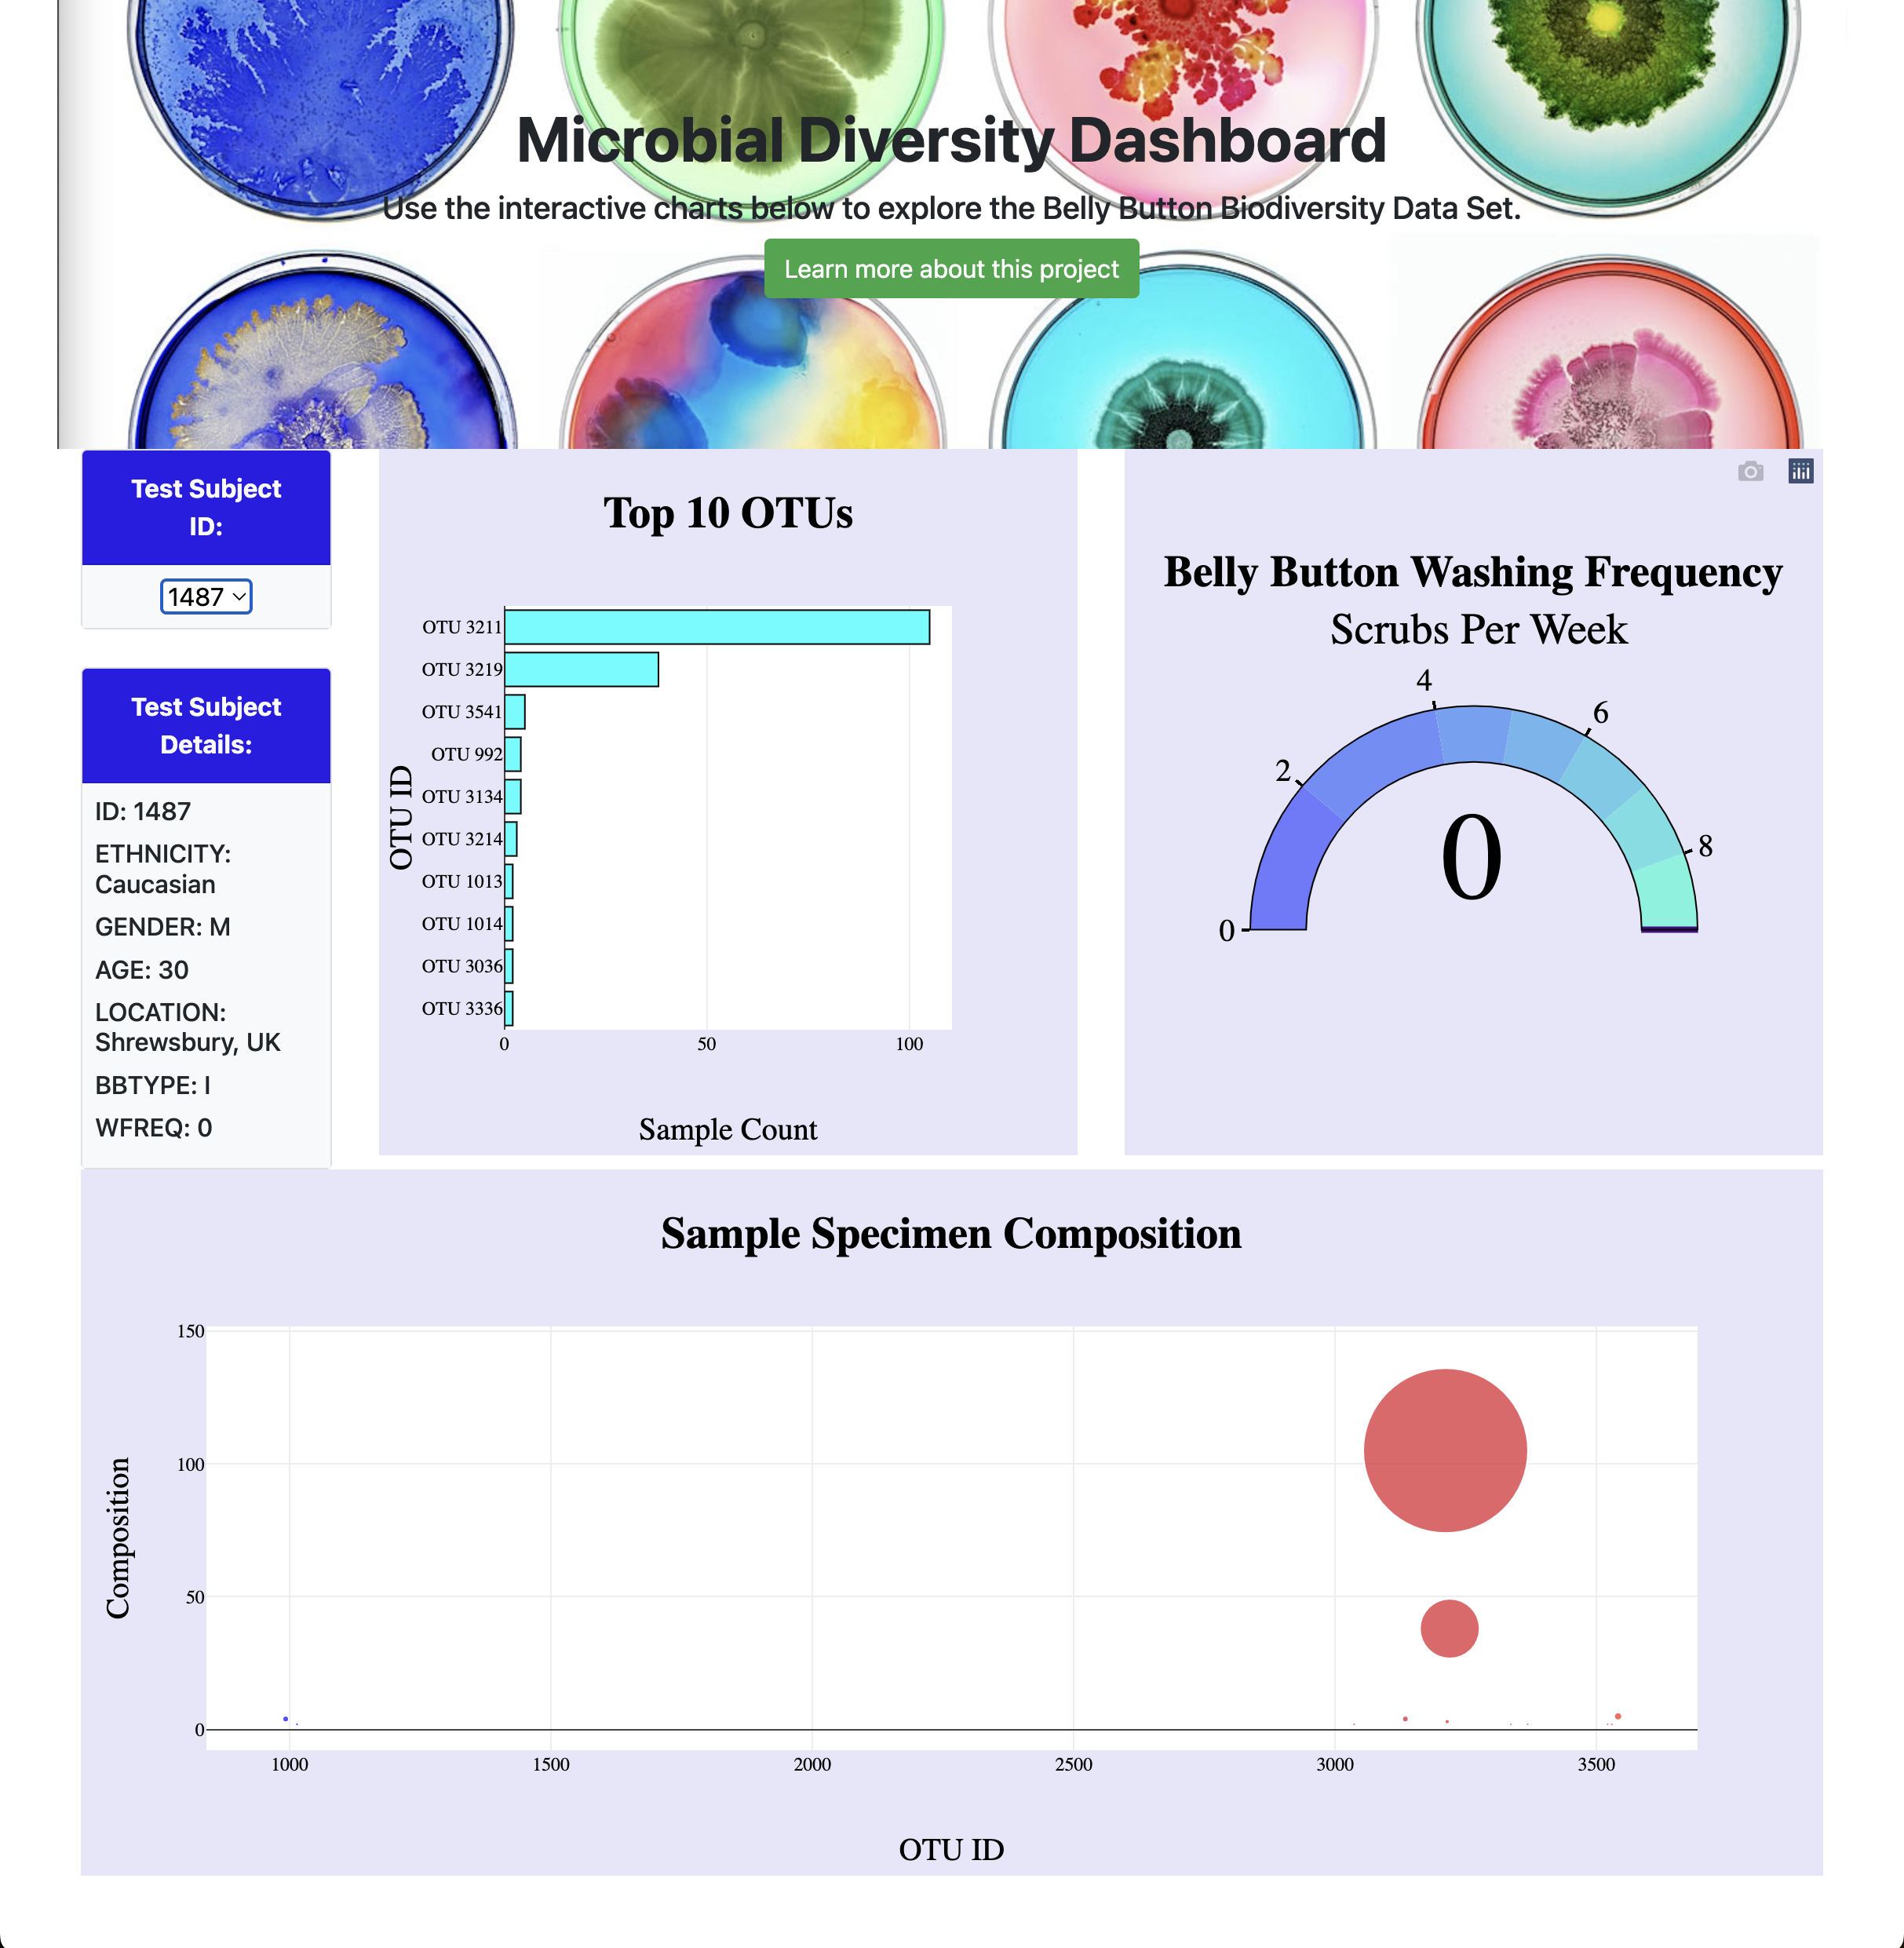 Microbial Diversity Dashboard
Use the interactive charts below to explore the Belly Button Biodiversity Data Set.
Learn more about this project
Test Subject
ID:
1487
Test Subject
Details:
ID: 1487
ETHNICITY:
Caucasian
GENDER: M
AGE: 30
LOCATION:
Shrewsbury, UK
BBTYPE: I
WFREQ: 0
Top 10 OTUs
OTU ID
OTU 3211
OTU 3219
OTU 3541
OTU 992
OTU 3134
OTU 3214
OTU 1013
OTU 1014
OTU 3036
OTU 3336
0 50 100
Sample Count
Belly Button Washing Frequency
Scrubs Per Week
0
2
4
6
8
0
Sample Specimen Composition
Composition
150
100
50
0
1000 1500 2000 2500 3000 3500
OTU ID